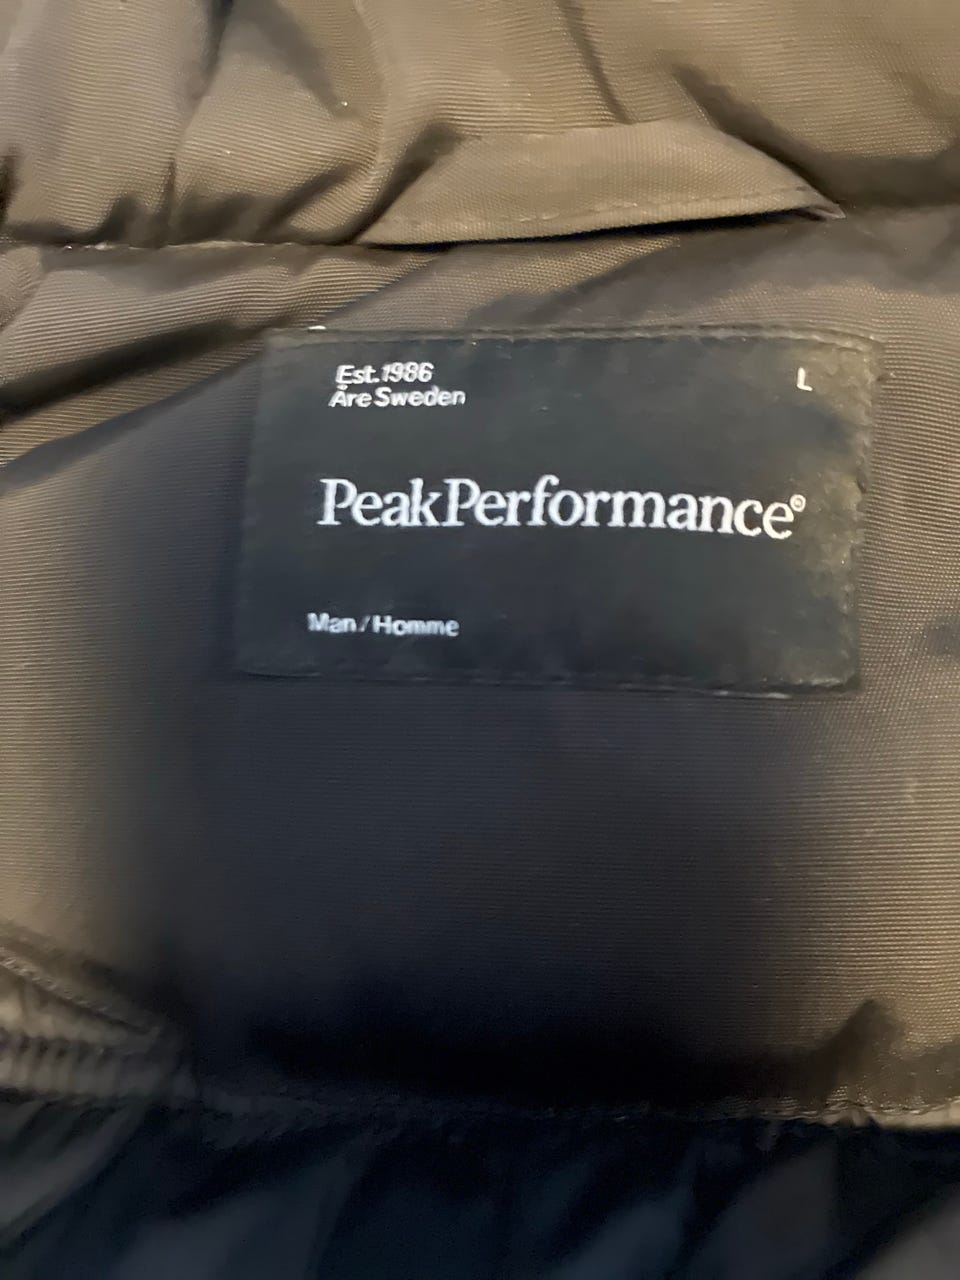 Est. 1986
Åre Sweden
L
PeakPerformance®
Man / Homme